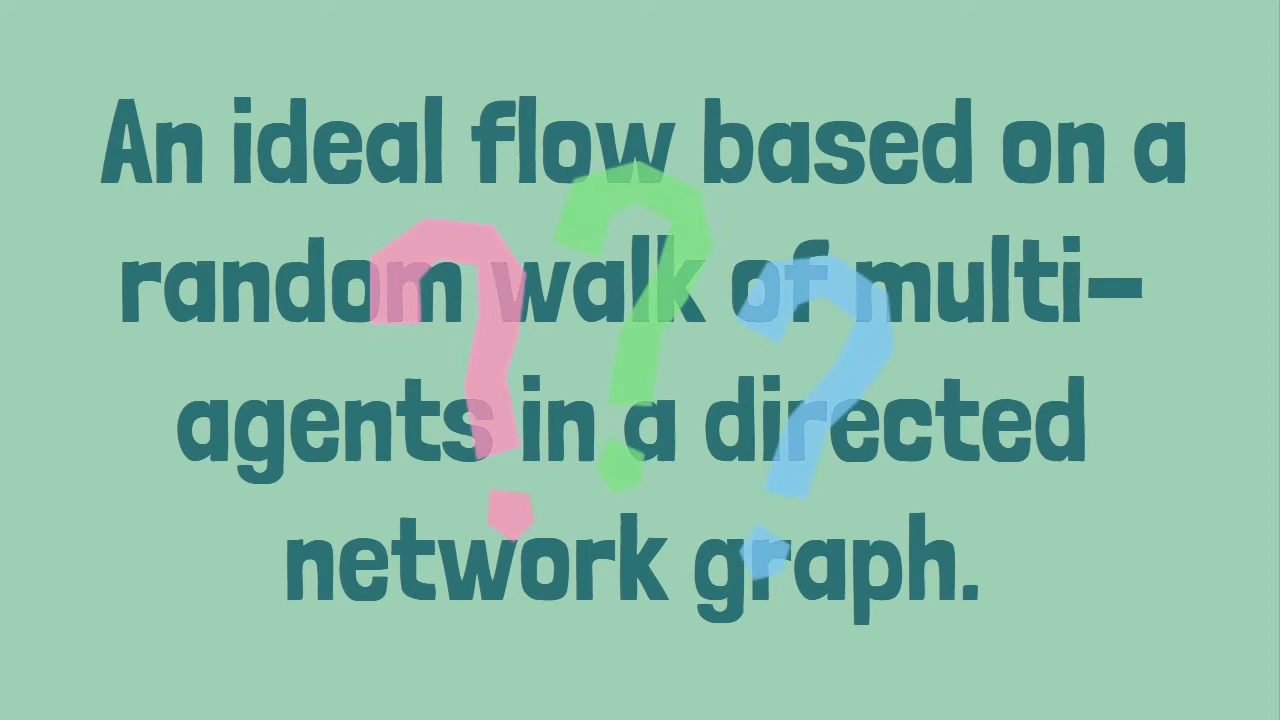 An ideal flow based on a
random walk of multi-
agents in a directed
network graph.
???